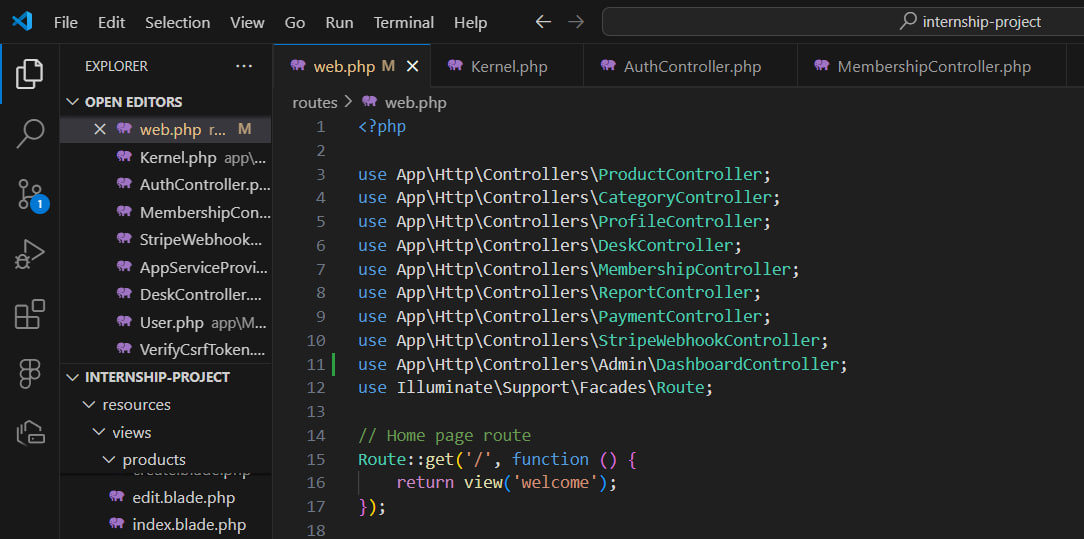 File Edit Selection View Go Run Terminal Help
internship-project
EXPLORER ...
web.php M
Kernel.php
AuthController.php
MembershipController.php
OPEN EDITORS
web.php r... M
Kernel.php app\...
AuthController.p...
MembershipCon...
StripeWebhook...
AppServiceProvi...
DeskController....
User.php app\M...
VerifyCsrfToken....
1
INTERNSHIP-PROJECT
resources
views
products
create.blade.php
edit.blade.php
index.blade.php
routes > web.php
1 <?php
2
3 use App\Http\Controllers\ProductController;
4 use App\Http\Controllers\CategoryController;
5 use App\Http\Controllers\ProfileController;
6 use App\Http\Controllers\DeskController;
7 use App\Http\Controllers\MembershipController;
8 use App\Http\Controllers\ReportController;
9 use App\Http\Controllers\PaymentController;
10 use App\Http\Controllers\StripeWebhookController;
11 use App\Http\Controllers\Admin\DashboardController;
12 use Illuminate\Support\Facades\Route;
13
14 // Home page route
15 Route::get('/', function () {
16 return view('welcome');
17 });
18